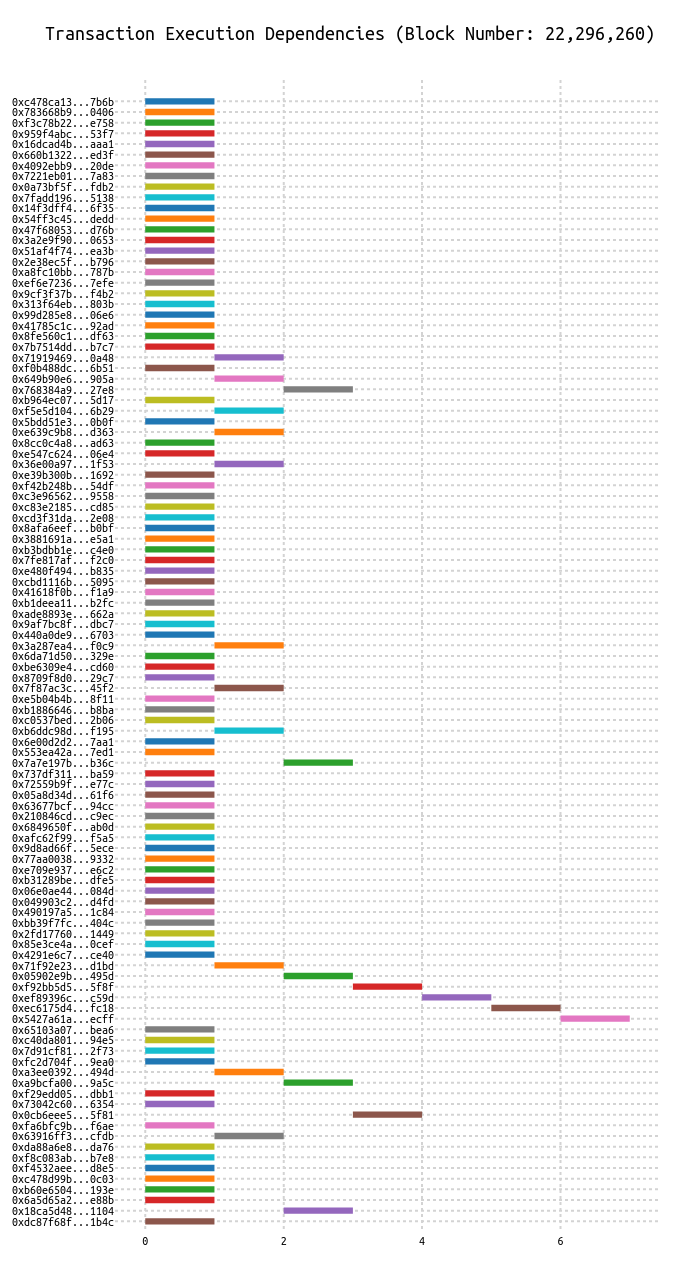 Transaction Execution Dependencies (Block Number: 22,296,260)
0xc478ca13...7b6b
0x783668b9...0406
0xf3c78b22...e758
0x959f4abc...53f7
0x16dcad4b...aaa1
0x660b1322...ed3f
0x4092ebb9...20de
0x7221eb01...7a83
0x0a73bf5f...fdb2
0x7fadd196...5138
0x14f3dff4...6f35
0x54ff3c45...dedd
0x47f68053...d76b
0x3a2e9f90...0653
0x51af4f74...ea3b
0x2e38ec5f...b796
0xa8fc10bb...787b
0xef6e7236...7efe
0x9cf3f37b...f4b2
0x313f64eb...803b
0x99d285e8...06e6
0x41785c1c...92ad
0x8fe560c1...df63
0x7b7514dd...b7c7
0x71919469...0a48
0xf0b488dc...6b51
0x649b90e6...905a
0x768384a9...27e8
0xb964ec07...5d17
0xf5e5d104...6b29
0x5bdd51e3...0b0f
0xe639c9b8...d363
0x8cc0c4a8...ad63
0xe547c624...06e4
0x36e00a97...1f53
0xe39b300b...1692
0xf42b248b...54df
0xc3e96562...9558
0xc83e2185...cd85
0xcd3f31da...2e08
0x8afa6eef...b0bf
0x3881691a...e5a1
0xb3bdbb1e...c4e0
0x7fe817af...f2c0
0xe480f494...b835
0xcbd1116b...5095
0x41618f0b...f1a9
0xb1deea11...b2fc
0xade8893e...662a
0x9af7bc8f...dbc7
0x440a0de9...6703
0x3a287ea4...f0c9
0x6da71d50...329e
0xbe6309e4...cd60
0x8709f8d0...29c7
0x7f87ac3c...45f2
0xe5b04b4b...8f11
0xb1886646...b8ba
0xc0537bed...2b06
0xb6ddc98d...f195
0x6e00d2d2...7aa1
0x553ea42a...7ed1
0x7a7e197b...b36c
0x737df311...ba59
0x72559b9f...e77c
0x05a8d34d...61f6
0x63677bcf...94cc
0x210846cd...c9ec
0x6849650f...ab0d
0xafc62f99...f5a5
0x9d8ad66f...5ece
0x77aa0038...9332
0xe709e937...e6c2
0xb31289be...dfe5
0x06e0ae44...084d
0x049903c2...d4fd
0x490197a5...1c84
0xbb39f7fc...404c
0x2fd17760...1449
0x85e3ce4a...0cef
0x4291e6c7...ce40
0x71f92e23...d1bd
0x05902e9b...495d
0xf92bb5d5...5f8f
0xef89396c...c59d
0xec6175d4...fc18
0x5427a61a...ecff
0x65103a07...bea6
0xc40da801...94e5
0x7d91cf81...2f73
0xfc2d704f...9ea0
0xa3ee0392...494d
0xa9bcfa00...9a5c
0xf29edd05...dbb1
0x73042c60...6354
0x0cb6eee5...5f81
0xfa6bfc9b...f6ae
0x63916ff3...cfdb
0xda88a6e8...da76
0xf8c083ab...b7e8
0xf4532aee...d8e5
0xc478d99b...0c03
0xb60e6504...193e
0x6a5d65a2...e88b
0x18ca5d48...1104
0xdc87f68f...1b4c
0 2 4 6